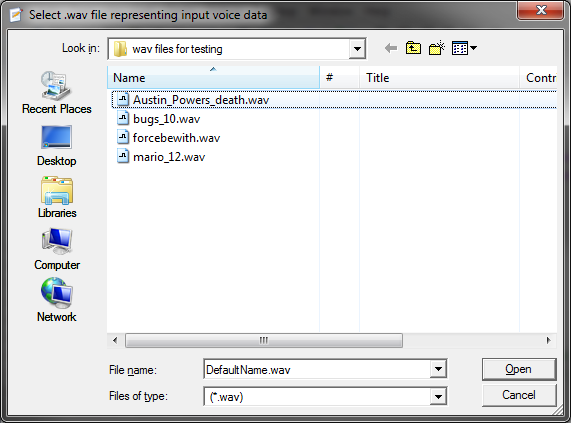 Select .wav file representing input voice data
Look in: wav files for testing
Name # Title Contr
Austin_Powers_death.wav
bugs_10.wav
forcebewith.wav
mario_12.wav
Recent Places
Desktop
Libraries
Computer
Network
File name: DefaultName.wav Open
Files of type: (*.wav) Cancel